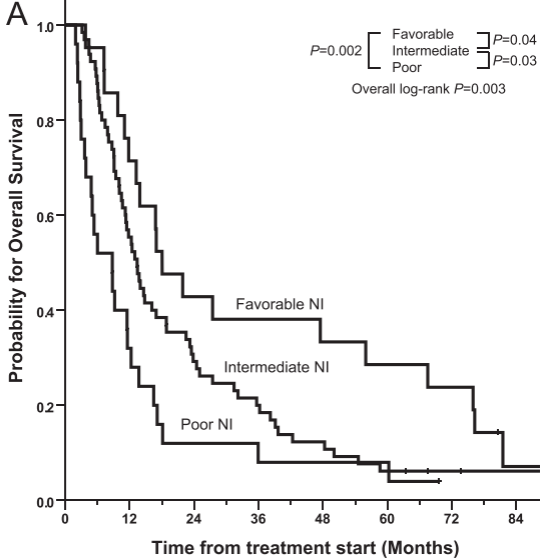 A
Favorable
Intermediate
Poor
P=0.002
P=0.04
P=0.03
Overall log-rank P=0.003
Probability for Overall Survival
1.0
0.8
0.6
0.4
0.2
0.0
Favorable NI
Intermediate NI
Poor NI
0 12 24 36 48 60 72 84
Time from treatment start (Months)